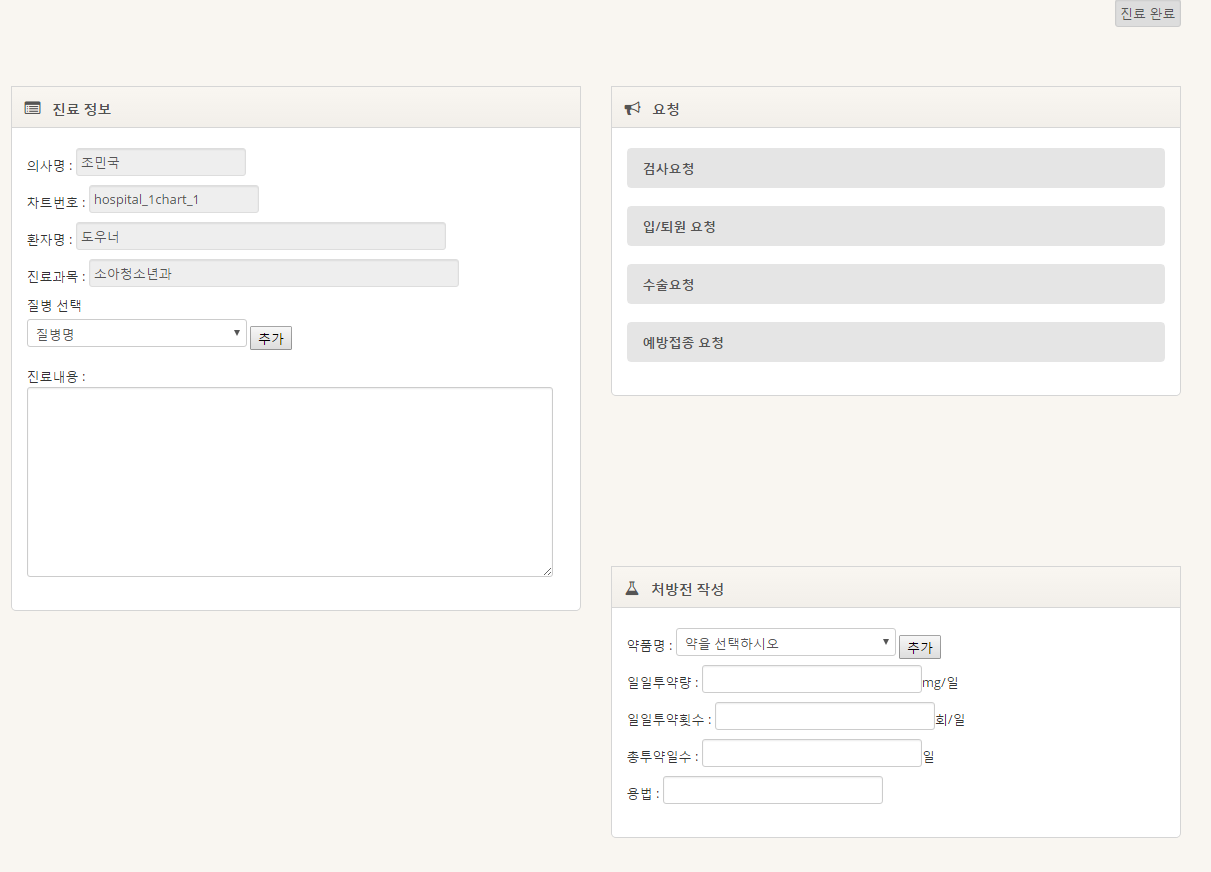 진료 완료
진료 정보
의사명 : 조민국
차트번호 : hospital_1chart_1
환자명 : 도우너
진료과목 : 소아청소년과
질병 선택
질병명 추가
진료내용 :
요청
검사요청
입/퇴원 요청
수술요청
예방접종 요청
처방전 작성
약품명 : 약을 선택하시오 추가
일일투약량 : mg/일
일일투약횟수 : 회/일
총투약일수 : 일
용법 :